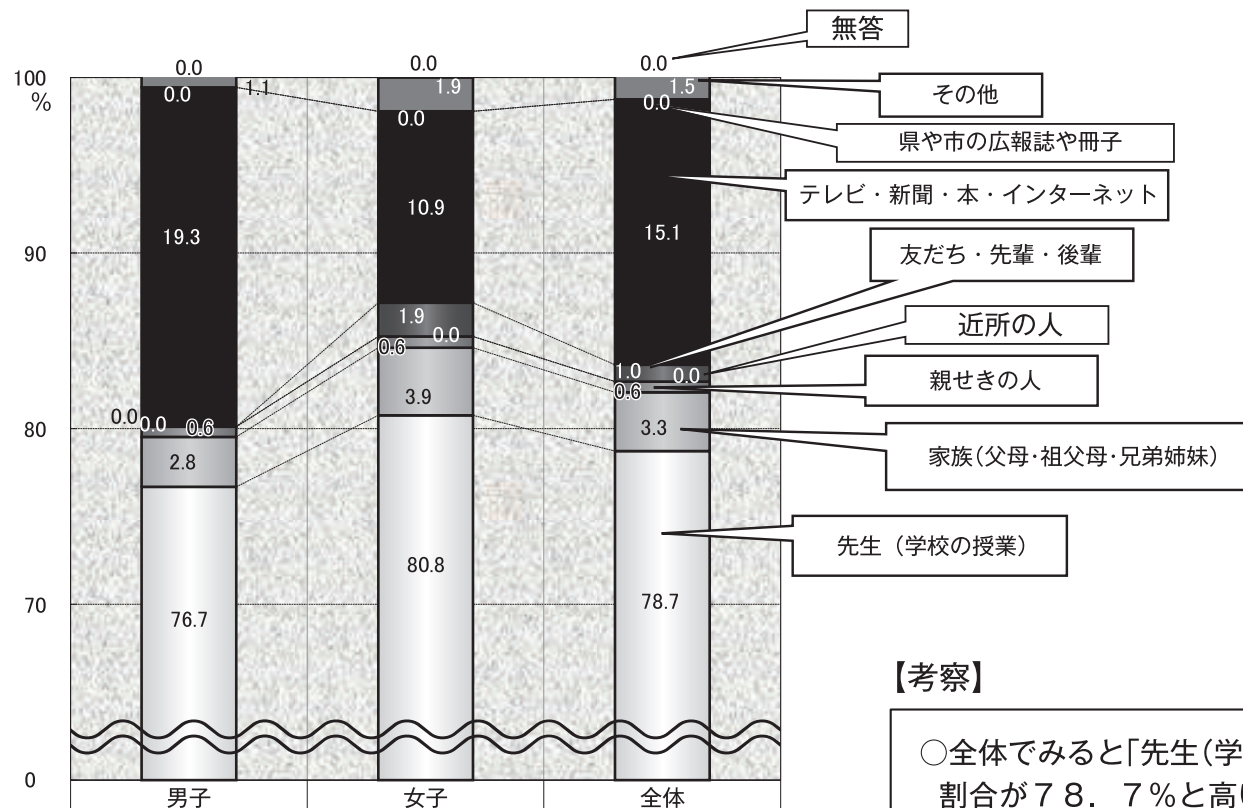 無答
0.0
0.0
0.0
100
%
90
80
70
0
0.0
1.1
19.3
0.0
0.0
0.6
2.8
76.7
男子
1.9
0.0
10.9
1.9
0.0
0.6
3.9
80.8
女子
1.5
0.0
15.1
1.0
0.0
0.6
3.3
78.7
全体
その他
県や市の広報誌や冊子
テレビ・新聞・本・インターネット
友だち・先輩・後輩
近所の人
親せきの人
家族(父母・祖父母・兄弟姉妹)
先生(学校の授業)
【考察】
○全体でみると「先生(学
割合が78.7%と高